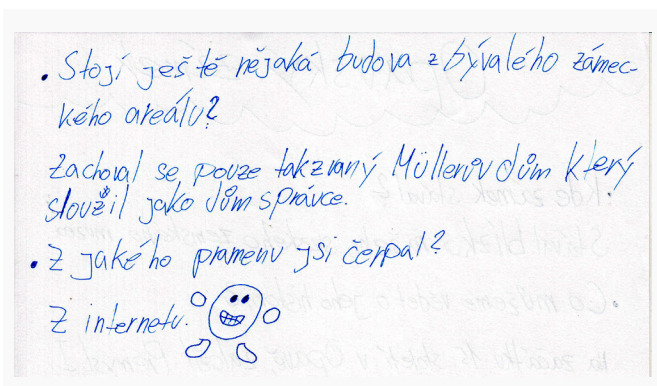 • Stojí ještě nějaká budova z bývalého zámec-
kého areálu?
Zachoval se pouze takzvaný Müllerův dům který
sloužil jako dům správce.
• Z jakého pramenu jsi čerpal?
Z internetu.